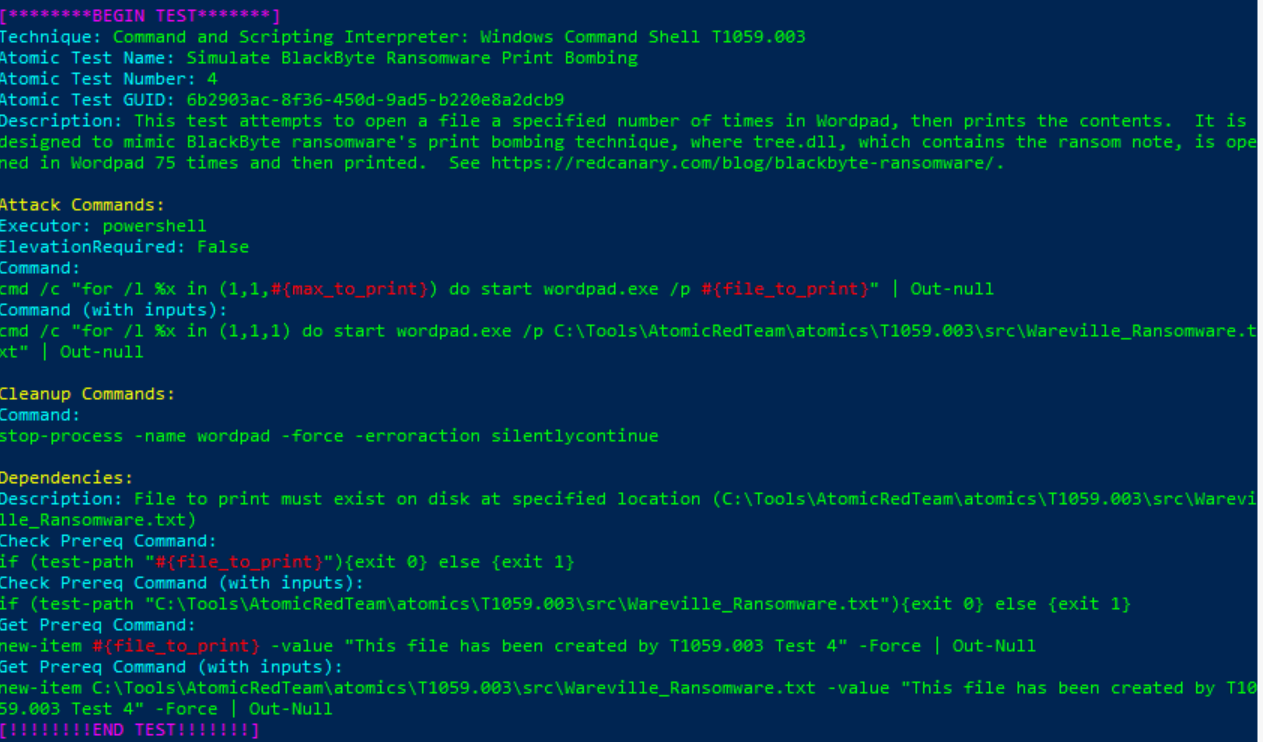 [********BEGIN TEST*******]
Technique: Command and Scripting Interpreter: Windows Command Shell T1059.003
Atomic Test Name: Simulate BlackByte Ransomware Print Bombing
Atomic Test Number: 4
Atomic Test GUID: 6b2903ac-8f36-450d-9ad5-b220e8a2dcb9
Description: This test attempts to open a file a specified number of times in Wordpad, then prints the contents.  It is
designed to mimic BlackByte ransomware's print bombing technique, where tree.dll, which contains the ransom note, is ope
ned in Wordpad 75 times and then printed.  See https://redcanary.com/blog/blackbyte-ransomware/.
Attack Commands:
Executor: powershell
ElevationRequired: False
Command:
cmd /c "for /l %x in (1,1,#{max_to_print}) do start wordpad.exe /p #{file_to_print}" | Out-null
Command (with inputs):
cmd /c "for /l %x in (1,1,1) do start wordpad.exe /p C:\Tools\AtomicRedTeam\atomics\T1059.003\src\Wareville_Ransomware.t
xt" | Out-null
Cleanup Commands:
Command:
stop-process -name wordpad -force -erroraction silentlycontinue
Dependencies:
Description: File to print must exist on disk at specified location (C:\Tools\AtomicRedTeam\atomics\T1059.003\src\Warevi
lle_Ransomware.txt)
Check Prereq Command:
if (test-path "#{file_to_print}"){exit 0} else {exit 1}
Check Prereq Command (with inputs):
if (test-path "C:\Tools\AtomicRedTeam\atomics\T1059.003\src\Wareville_Ransomware.txt"){exit 0} else {exit 1}
Get Prereq Command:
new-item #{file_to_print} -value "This file has been created by T1059.003 Test 4" -Force | Out-Null
Get Prereq Command (with inputs):
new-item C:\Tools\AtomicRedTeam\atomics\T1059.003\src\Wareville_Ransomware.txt -value "This file has been created by T10
59.003 Test 4" -Force | Out-Null
[!!!!!!!!END TEST!!!!!!!]